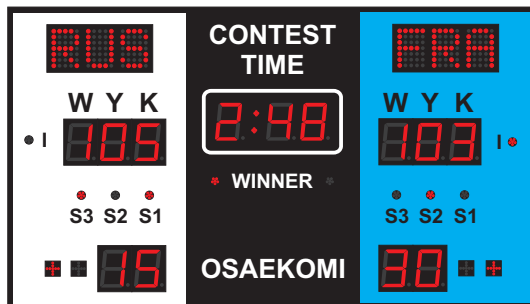 RUS CONTEST FRA
TIME
W Y K W Y K
I 105 2:48 103 I
WINNER
S3 S2 S1 S3 S2 S1
15 OSAEKOMI 30